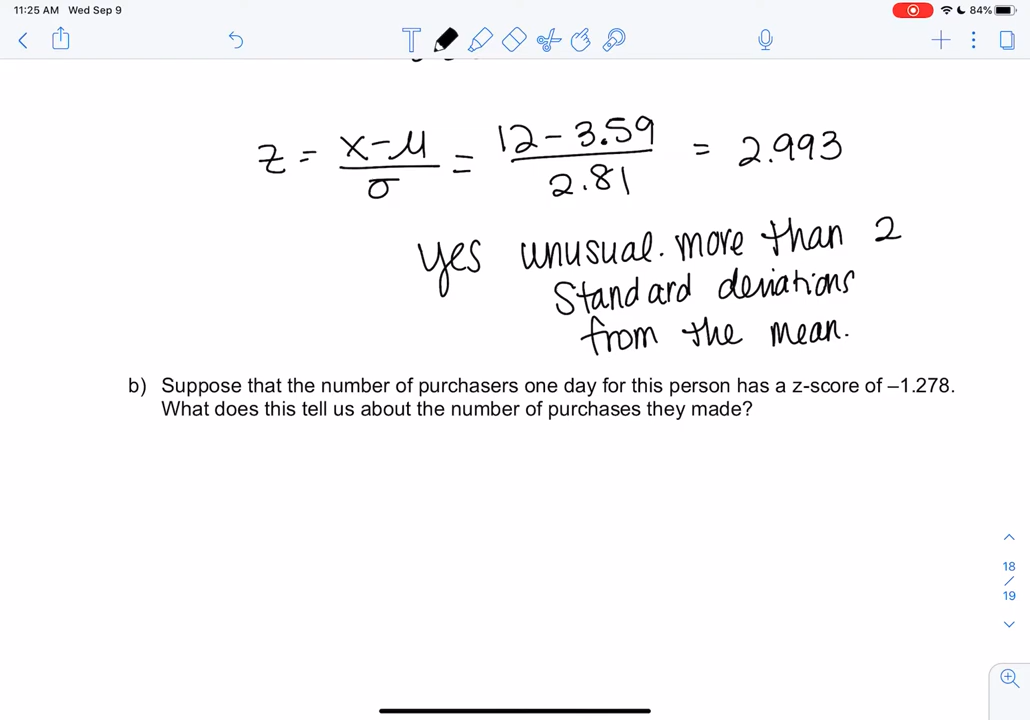 11:25 AM Wed Sep 9
84%
z = x-μ/σ = 12-3.59/2.81 = 2.993
yes unusual. more than 2
standard deviations
from the mean.
b) Suppose that the number of purchasers one day for this person has a z-score of –1.278.
What does this tell us about the number of purchases they made?
18
/
19